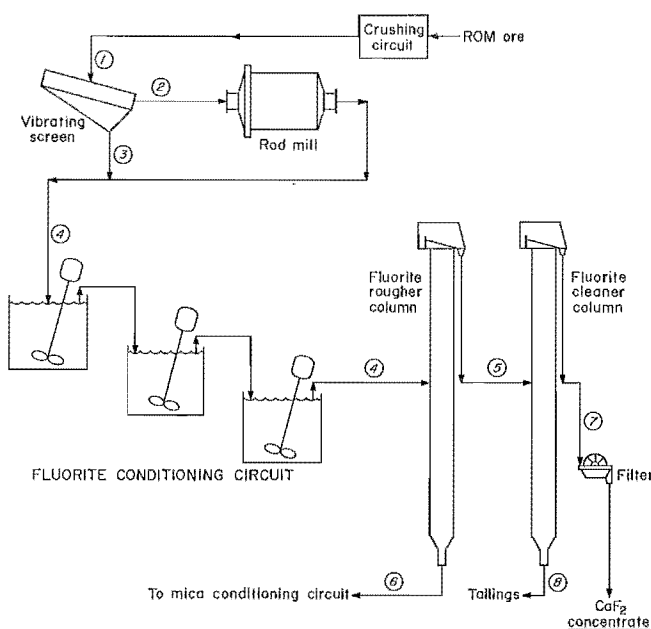 Crushing
circuit
ROM ore
1
2
Vibrating
screen
Rod mill
3
4
Fluorite
rougher
column
Fluorite
cleaner
column
4
5
7
FLUORITE CONDITIONING CIRCUIT
Filter
To mica conditioning circuit
6
Tailings
8
CaF2
concentrate